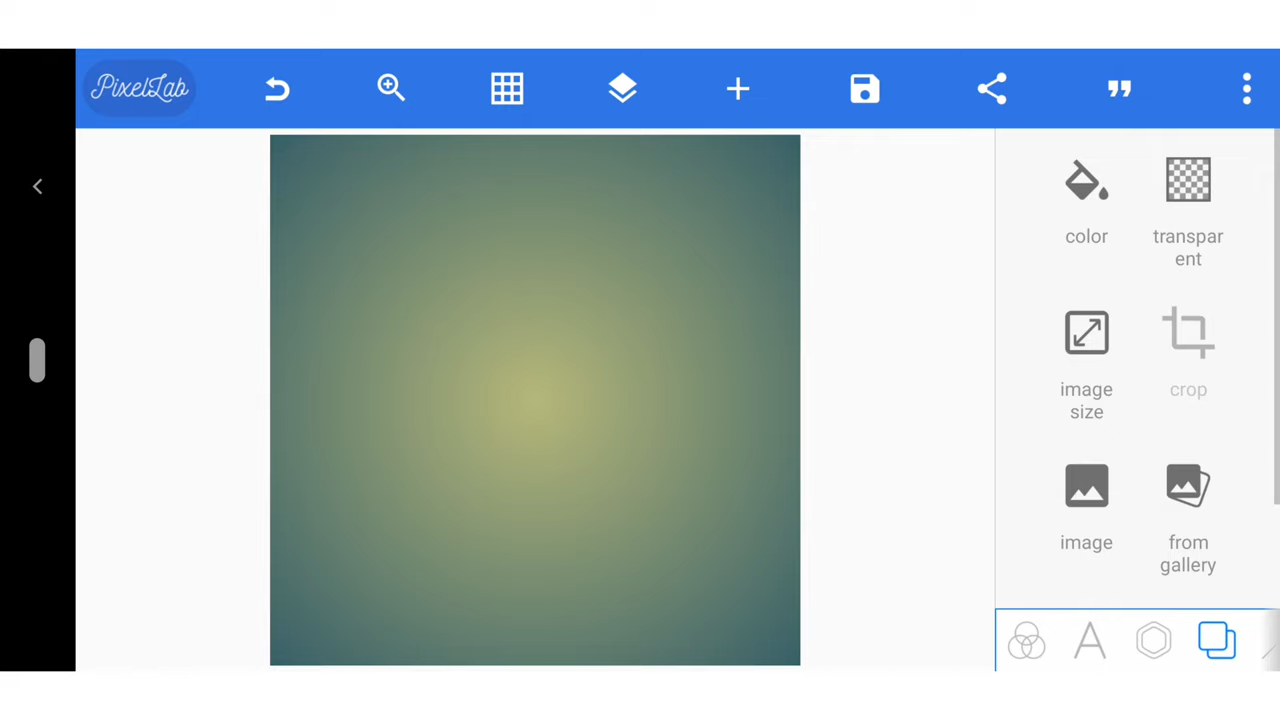 PixelLab
color
transpar
ent
image
size
crop
image
from
gallery